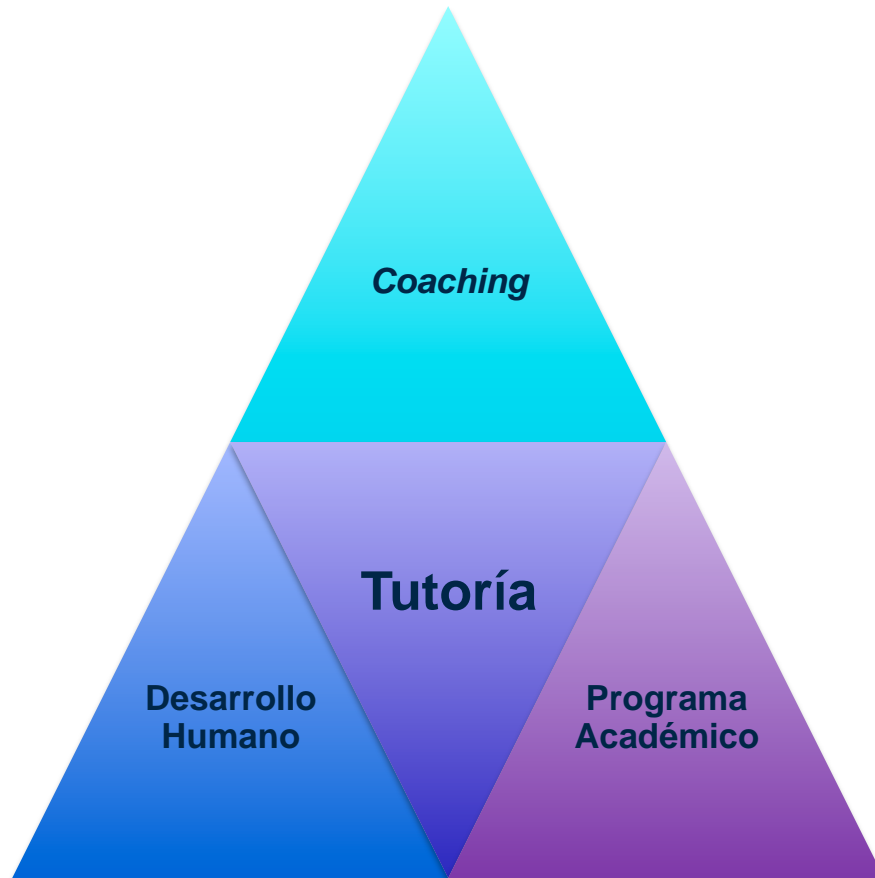 Coaching
Tutoría
Desarrollo
Humano
Programa
Académico